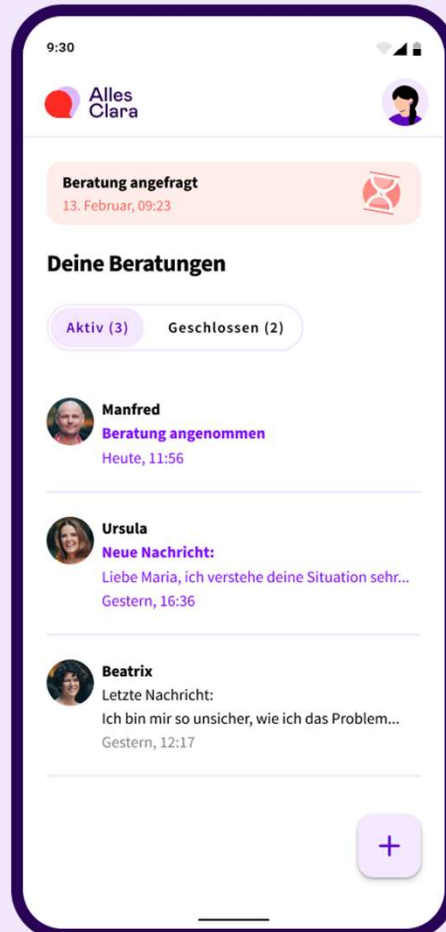 9:30
Alles
Clara
Beratung angefragt
13. Februar, 09:23
Deine Beratungen
Aktiv (3)
Geschlossen (2)
Manfred
Beratung angenommen
Heute, 11:56
Ursula
Neue Nachricht:
Liebe Maria, ich verstehe deine Situation sehr...
Gestern, 16:36
Beatrix
Letzte Nachricht:
Ich bin mir so unsicher, wie ich das Problem...
Gestern, 12:17
+